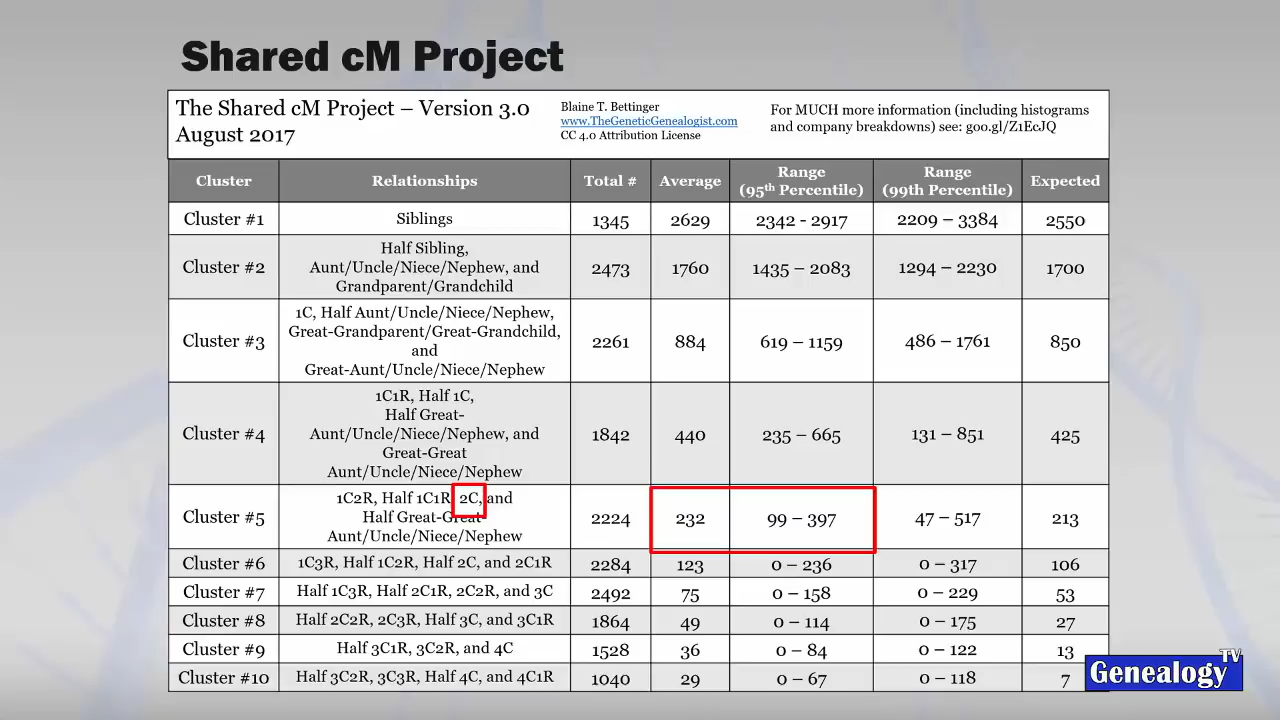 Shared cM Project
The Shared cM Project – Version 3.0
August 2017
Blaine T. Bettinger
www.TheGeneticGenealogist.com
CC 4.0 Attribution License
For MUCH more information (including histograms
and company breakdowns) see: goo.gl/Z1EcJQ
Cluster Relationships Total # Average Range (95th Percentile) Range (99th Percentile) Expected
Cluster #1 Siblings 1345 2629 2342 - 2917 2209 – 3384 2550
Half Sibling,
Cluster #2 Aunt/Uncle/Niece/Nephew, and 2473 1760 1435 – 2083 1294 – 2230 1700
Grandparent/Grandchild
1C, Half Aunt/Uncle/Niece/Nephew,
Great-Grandparent/Great-Grandchild,
Cluster #3 and 2261 884 619 – 1159 486 – 1761 850
Great-Aunt/Uncle/Niece/Nephew
1C1R, Half 1C,
Half Great-
Cluster #4 Aunt/Uncle/Niece/Nephew, and 1842 440 235 – 665 131 – 851 425
Great-Great
Aunt/Uncle/Niece/Nephew
1C2R, Half 1C1R, 2C, and
Cluster #5 Half Great-Great- 2224 232 99 – 397 47 – 517 213
Aunt/Uncle/Niece/Nephew
Cluster #6 1C3R, Half 1C2R, Half 2C, and 2C1R 2284 123 0 – 236 0 – 317 106
Cluster #7 Half 1C3R, Half 2C1R, 2C2R, and 3C 2492 75 0 – 158 0 – 229 53
Cluster #8 Half 2C2R, 2C3R, Half 3C, and 3C1R 1864 49 0 – 114 0 – 175 27
Cluster #9 Half 3C1R, 3C2R, and 4C 1528 36 0 – 84 0 – 122 13
Cluster #10 Half 3C2R, 3C3R, Half 4C, and 4C1R 1040 29 0 – 67 0 – 118 7
Genealogy TV